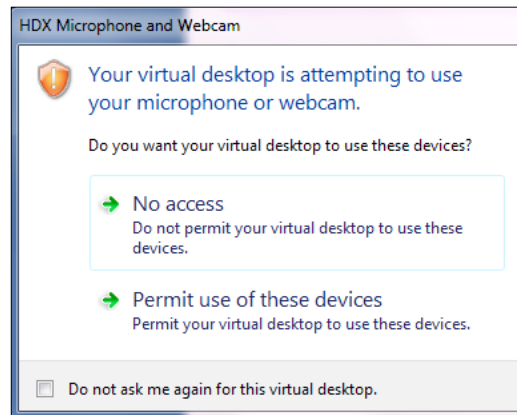 HDX Microphone and Webcam
Your virtual desktop is attempting to use
your microphone or webcam.
Do you want your virtual desktop to use these devices?
No access
Do not permit your virtual desktop to use these
devices.
Permit use of these devices
Permit your virtual desktop to use these devices.
Do not ask me again for this virtual desktop.